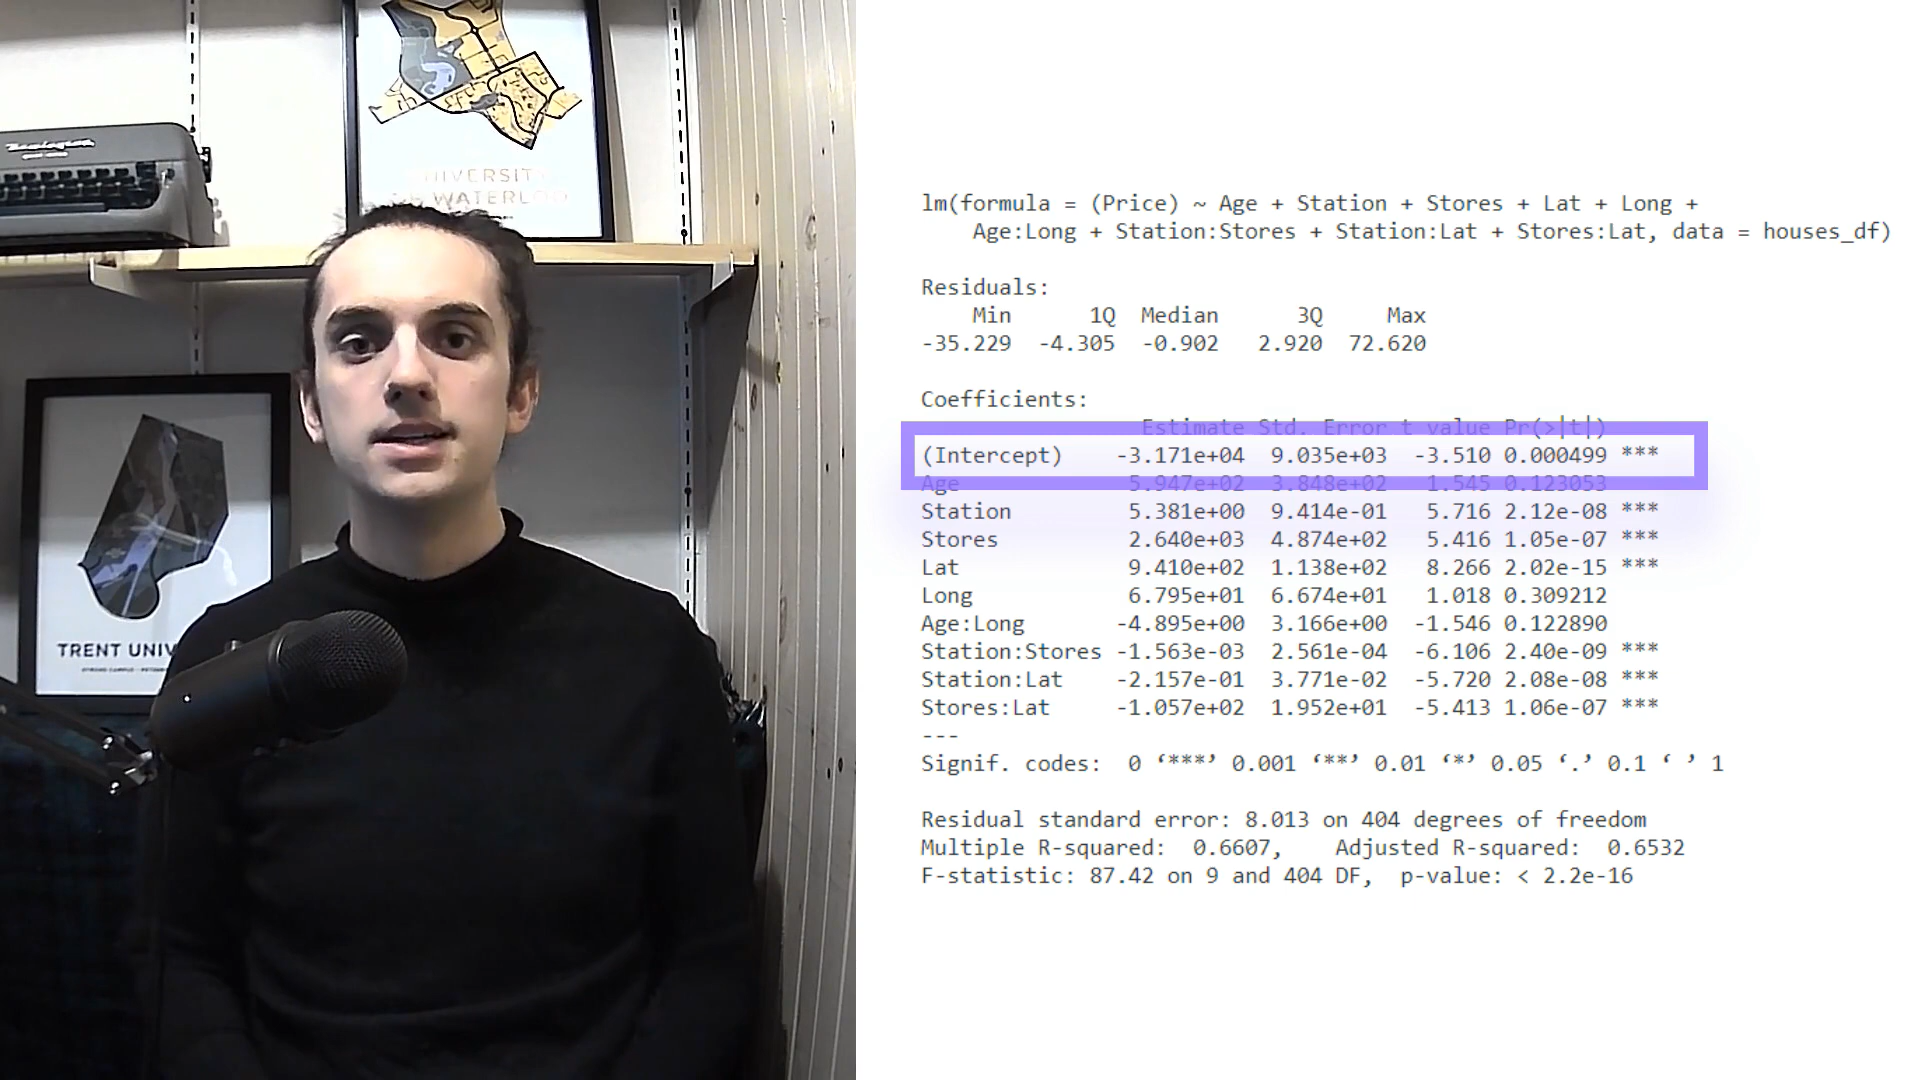 UNIVERSITY
OF WATERLOO
TRENT UNIV
lm(formula = (Price) ~ Age + Station + Stores + Lat + Long +
Age:Long + Station:Stores + Station:Lat + Stores:Lat, data = houses_df)
Residuals:
Min 1Q Median 3Q Max
-35.229 -4.305 -0.902 2.920 72.620
Coefficients:
Estimate Std. Error t value Pr(>|t|)
(Intercept) -3.171e+04 9.035e+03 -3.510 0.000499 ***
Age 5.947e+02 3.848e+02 1.545 0.123053
Station 5.381e+00 9.414e-01 5.716 2.12e-08 ***
Stores 2.640e+03 4.874e+02 5.416 1.05e-07 ***
Lat 9.410e+02 1.138e+02 8.266 2.02e-15 ***
Long 6.795e+01 6.674e+01 1.018 0.309212
Age:Long -4.895e+00 3.166e+00 -1.546 0.122890
Station:Stores -1.563e-03 2.561e-04 -6.106 2.40e-09 ***
Station:Lat -2.157e-01 3.771e-02 -5.720 2.08e-08 ***
Stores:Lat -1.057e+02 1.952e+01 -5.413 1.06e-07 ***
---
Signif. codes: 0 ‘***’ 0.001 ‘**’ 0.01 ‘*’ 0.05 ‘.’ 0.1 ‘ ’ 1
Residual standard error: 8.013 on 404 degrees of freedom
Multiple R-squared: 0.6607, Adjusted R-squared: 0.6532
F-statistic: 87.42 on 9 and 404 DF, p-value: < 2.2e-16